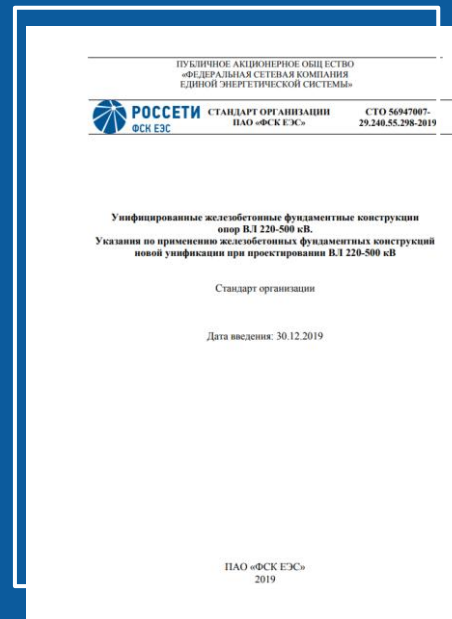 ПУБЛИЧНОЕ АКЦИОНЕРНОЕ ОБЩЕСТВО
«ФЕДЕРАЛЬНАЯ СЕТЕВАЯ КОМПАНИЯ
ЕДИНОЙ ЭНЕРГЕТИЧЕСКОЙ СИСТЕМЫ»
РОССЕТИ
ФСК ЕЭС
СТАНДАРТ ОРГАНИЗАЦИИ
ПАО «ФСК ЕЭС»
СТО 56947007-
29.240.55.298-2019
Унифицированные железобетонные фундаментные конструкции
опор ВЛ 220-500 кВ.
Указания по применению железобетонных фундаментных конструкций
новой унификации при проектировании ВЛ 220-500 кВ
Стандарт организации
Дата введения: 30.12.2019
ПАО «ФСК ЕЭС»
2019